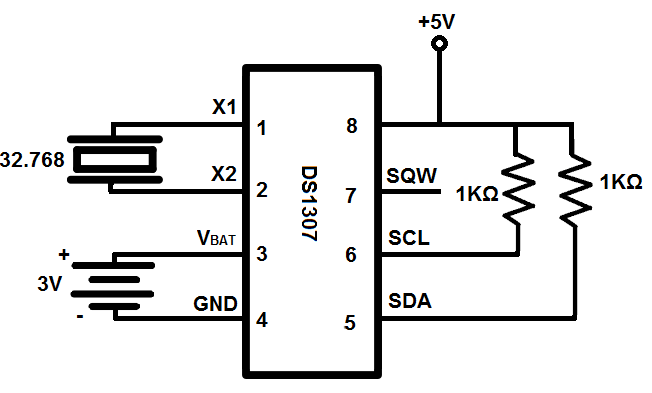 +5V
X1
1
8
32.768
X2
2
7
SQW
1KΩ
1KΩ
DS1307
VBAT
3
6
SCL
+
3V
-
GND
4
5
SDA